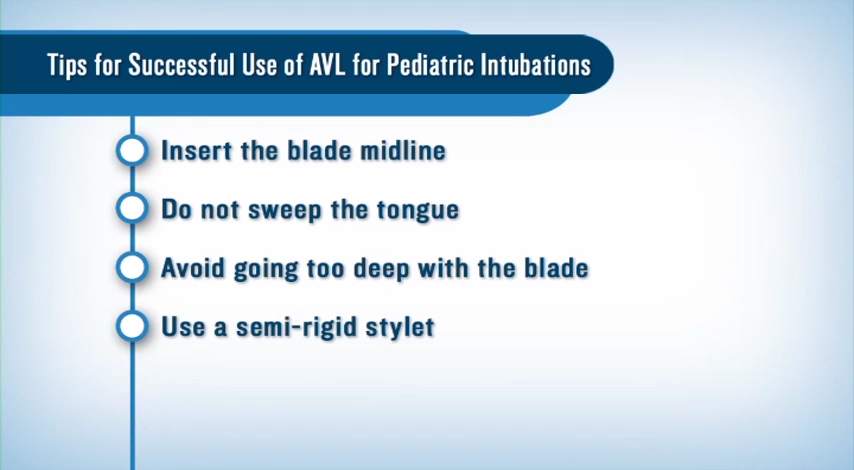 Tips for Successful Use of AVL for Pediatric Intubations
Insert the blade midline
Do not sweep the tongue
Avoid going too deep with the blade
Use a semi-rigid stylet